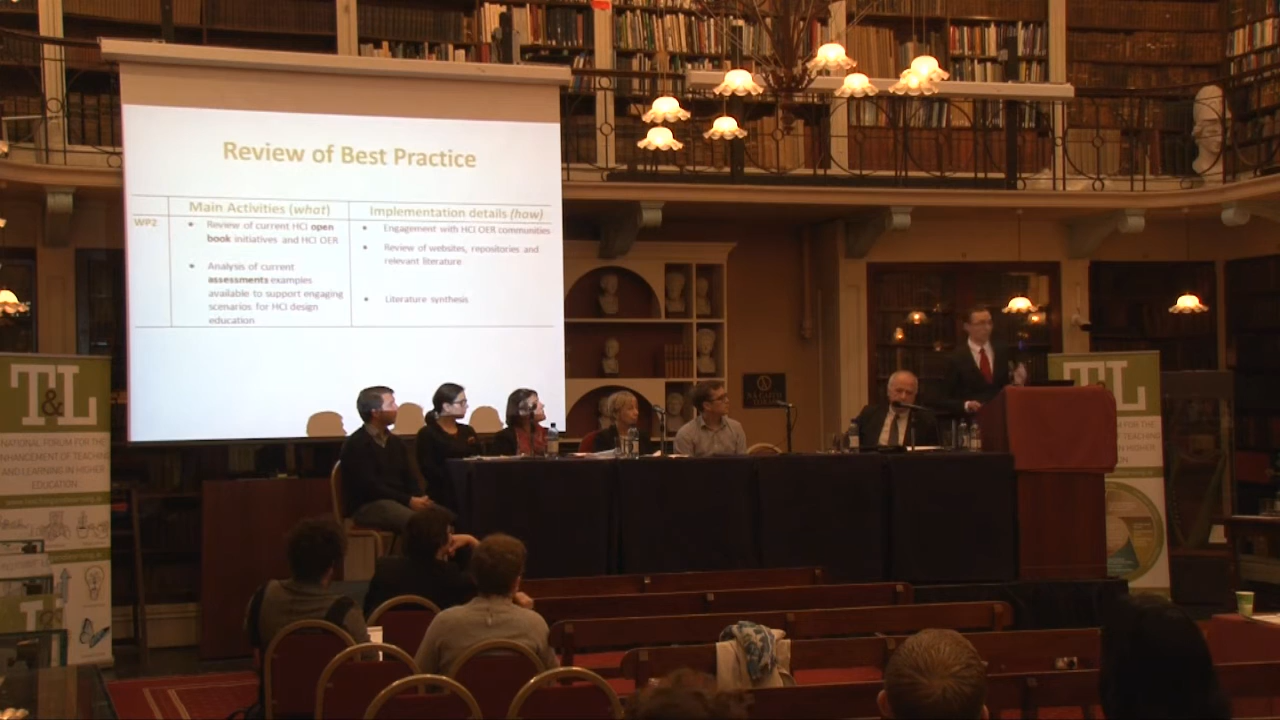 Review of Best Practice
Main Activities (what)
Implementation details (how)
WP2
• Review of current HCI open
book initiatives and HCI OER
• Analysis of current
assessments examples
available to support engaging
scenarios for HCI design
education
• Engagement with HCI OER communities
• Review of websites, repositories and
relevant literature
• Literature synthesis
T&L
NATIONAL FORUM FOR THE
ENHANCEMENT OF TEACHING
AND LEARNING IN HIGHER
EDUCATION
T&L